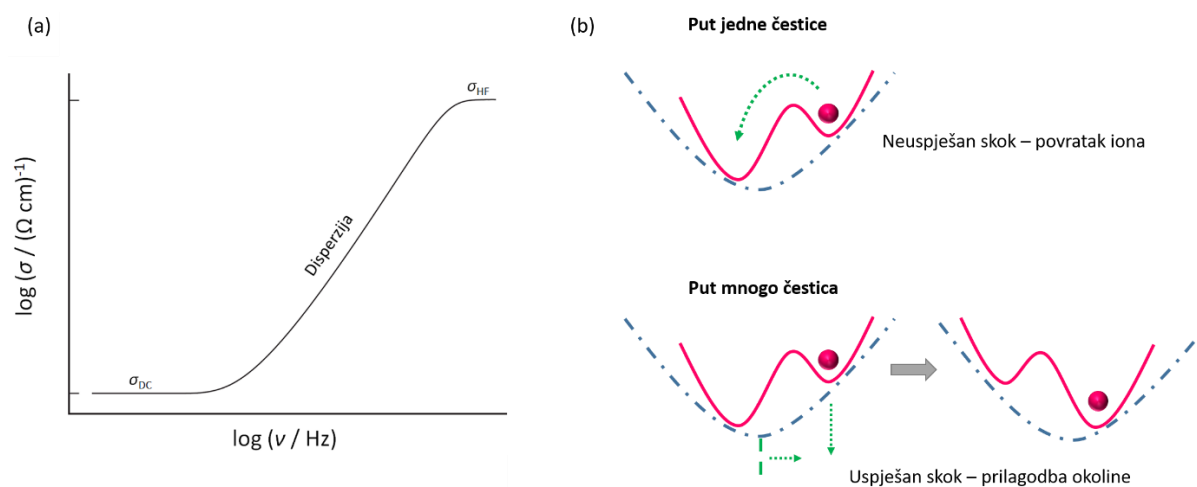 (a)
σHF
Disperzija
σDC
log (σ / (Ω cm)-1
log (ν / Hz)
(b)
Put jedne čestice
Neuspješan skok – povratak iona
Put mnogo čestica
Uspješan skok – prilagodba okoline